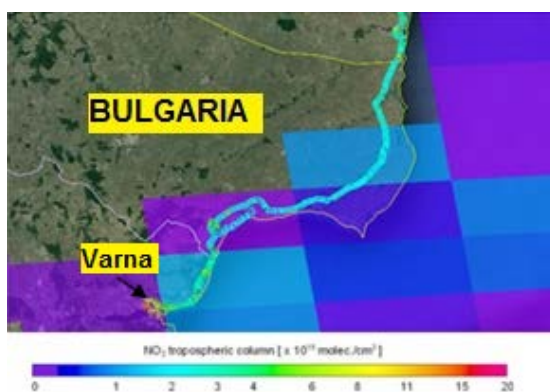 BULGARIA
Varna
NO₂ tropospheric column [ x 10¹⁵ molec./cm² ]
0 1 2 3 4 6 8 11 15 20